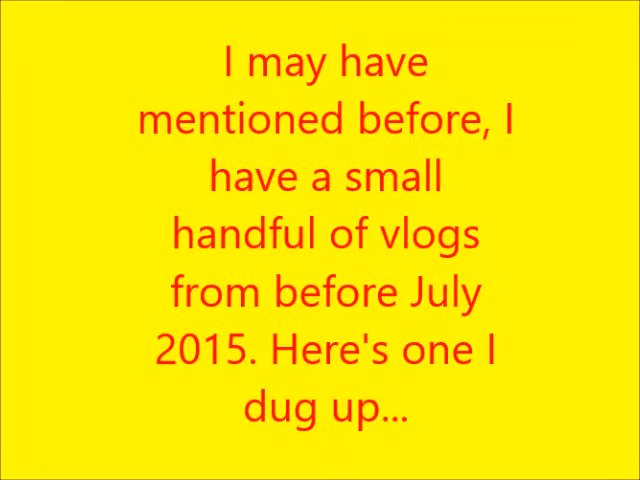 I may have
mentioned before, I
have a small
handful of vlogs
from before July
2015. Here's one I
dug up...